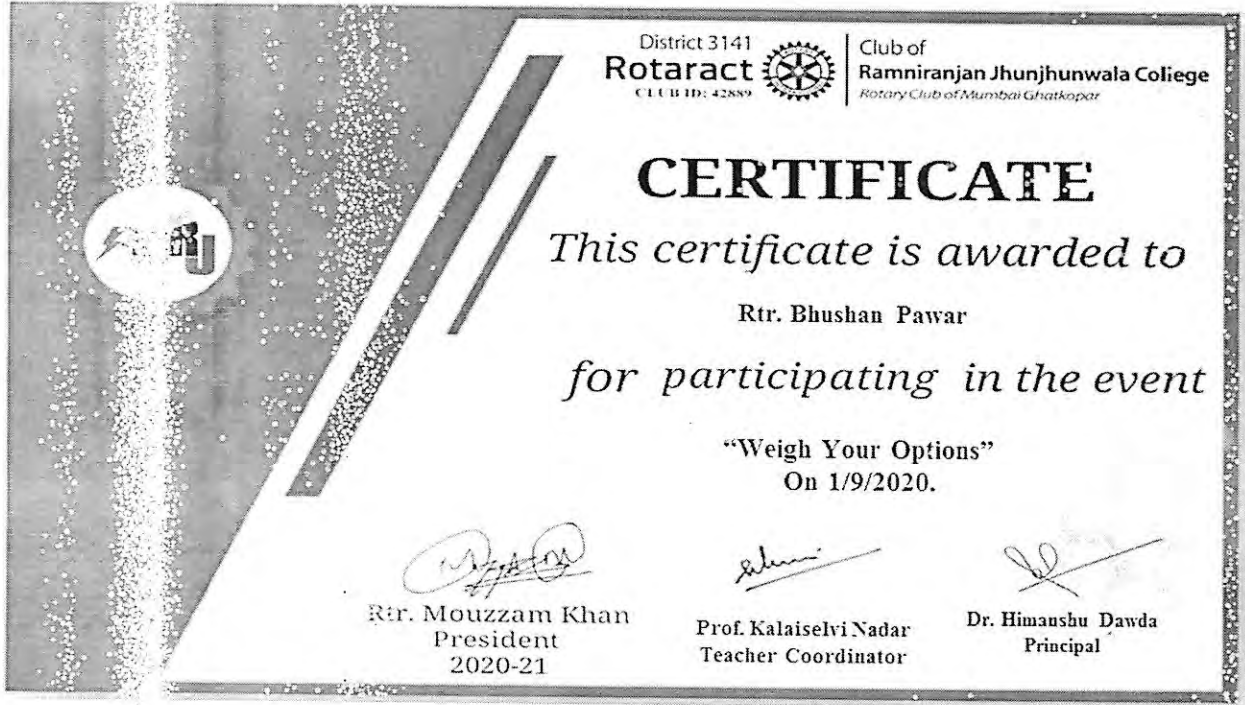 District 3141
Rotaract
CLUB ID: 42889
Club of
Ramniranjan Jhunjhunwala College
Rotary Club of Mumbai Ghatkopar
CERTIFICATE
This certificate is awarded to
Rtr. Bhushan Pawar
for participating in the event
“Weigh Your Options”
On 1/9/2020.
Rtr. Mouzzam Khan
President
2020-21
Prof. Kalaiselvi Nadar
Teacher Coordinator
Dr. Himanshu Dawda
Principal